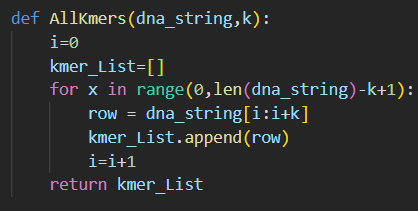 def AllKmers(dna_string,k):
    i=0
    kmer_List=[]
    for x in range(0,len(dna_string)-k+1):
        row = dna_string[i:i+k]
        kmer_List.append(row)
        i=i+1
    return kmer_List